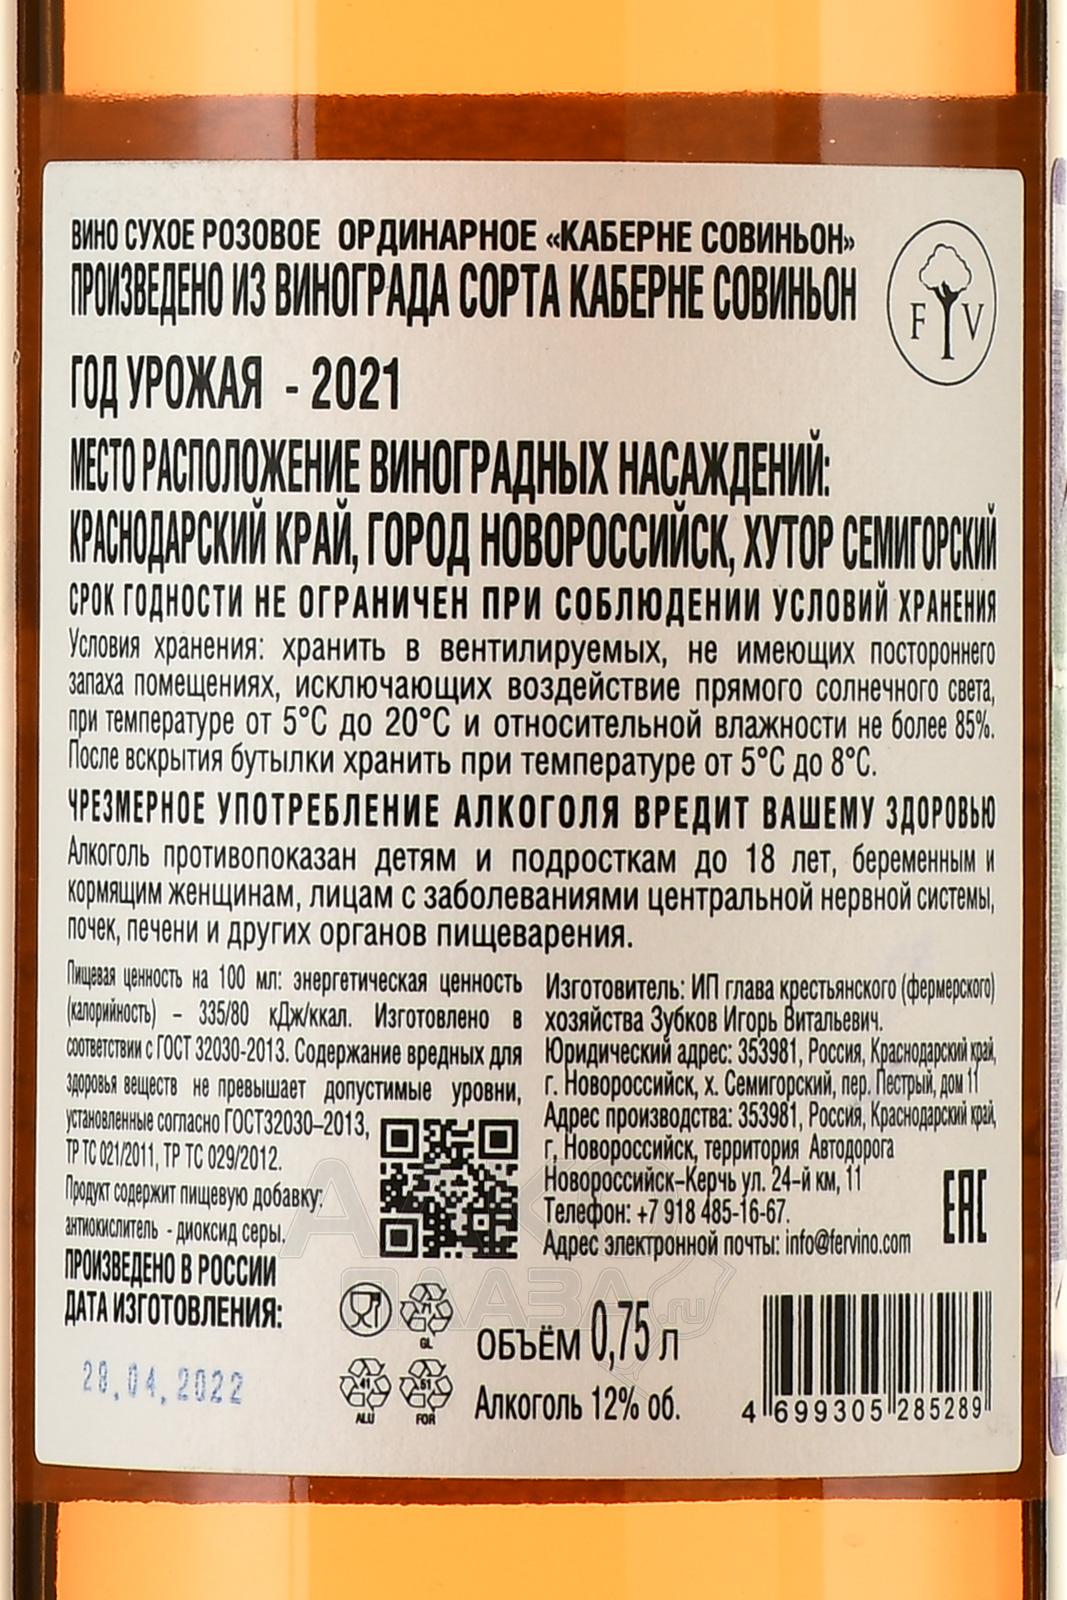 ВИНО СУХОЕ РОЗОВОЕ ОРДИНАРНОЕ «КАБЕРНЕ СОВИНЬОН»
ПРОИЗВЕДЕНО ИЗ ВИНОГРАДА СОРТА КАБЕРНЕ СОВИНЬОН
F V
ГОД УРОЖАЯ - 2021
МЕСТО РАСПОЛОЖЕНИЕ ВИНОГРАДНЫХ НАСАЖДЕНИЙ:
КРАСНОДАРСКИЙ КРАЙ, ГОРОД НОВОРОССИЙСК, ХУТОР СЕМИГОРСКИЙ
СРОК ГОДНОСТИ НЕ ОГРАНИЧЕН ПРИ СОБЛЮДЕНИИ УСЛОВИЙ ХРАНЕНИЯ
Условия хранения: хранить в вентилируемых, не имеющих постороннего
запаха помещениях, исключающих воздействие прямого солнечного света,
при температуре от 5°С до 20°С и относительной влажности не более 85%.
После вскрытия бутылки хранить при температуре от 5°С до 8°С.
ЧРЕЗМЕРНОЕ УПОТРЕБЛЕНИЕ АЛКОГОЛЯ ВРЕДИТ ВАШЕМУ ЗДОРОВЬЮ
Алкоголь противопоказан детям и подросткам до 18 лет, беременным и
кормящим женщинам, лицам с заболеваниями центральной нервной системы,
почек, печени и других органов пищеварения.
Пищевая ценность на 100 мл: энергетическая ценность
(калорийность) – 335/80 кДж/ккал. Изготовлено в
соответствии с ГОСТ 32030-2013. Содержание вредных для
здоровья веществ не превышает допустимые уровни,
установленные согласно ГОСТ32030–2013,
ТР ТС 021/2011, ТР ТС 029/2012.
Продукт содержит пищевую добавку:
антиокислитель - диоксид серы.
ПРОИЗВЕДЕНО В РОССИИ
ДАТА ИЗГОТОВЛЕНИЯ:
28.04.2022
Изготовитель: ИП глава крестьянского (фермерского)
хозяйства Зубков Игорь Витальевич.
Юридический адрес: 353981, Россия, Краснодарский край,
г. Новороссийск, х. Семигорский, пер. Пестрый, дом 11
Адрес производства: 353981, Россия, Краснодарский край,
г, Новороссийск, территория Автодорога
Новороссийск–Керчь ул. 24–й км, 11
Телефон: +7 918 485-16-67.
Адрес электронной почты: info@fervino.com
EAC
71
GL
41
ALU
51
FOR
ОБЪЁМ 0,75 л
Алкоголь 12% об.
4 699305 285289
АЛКО
ПЛАЗА.ru